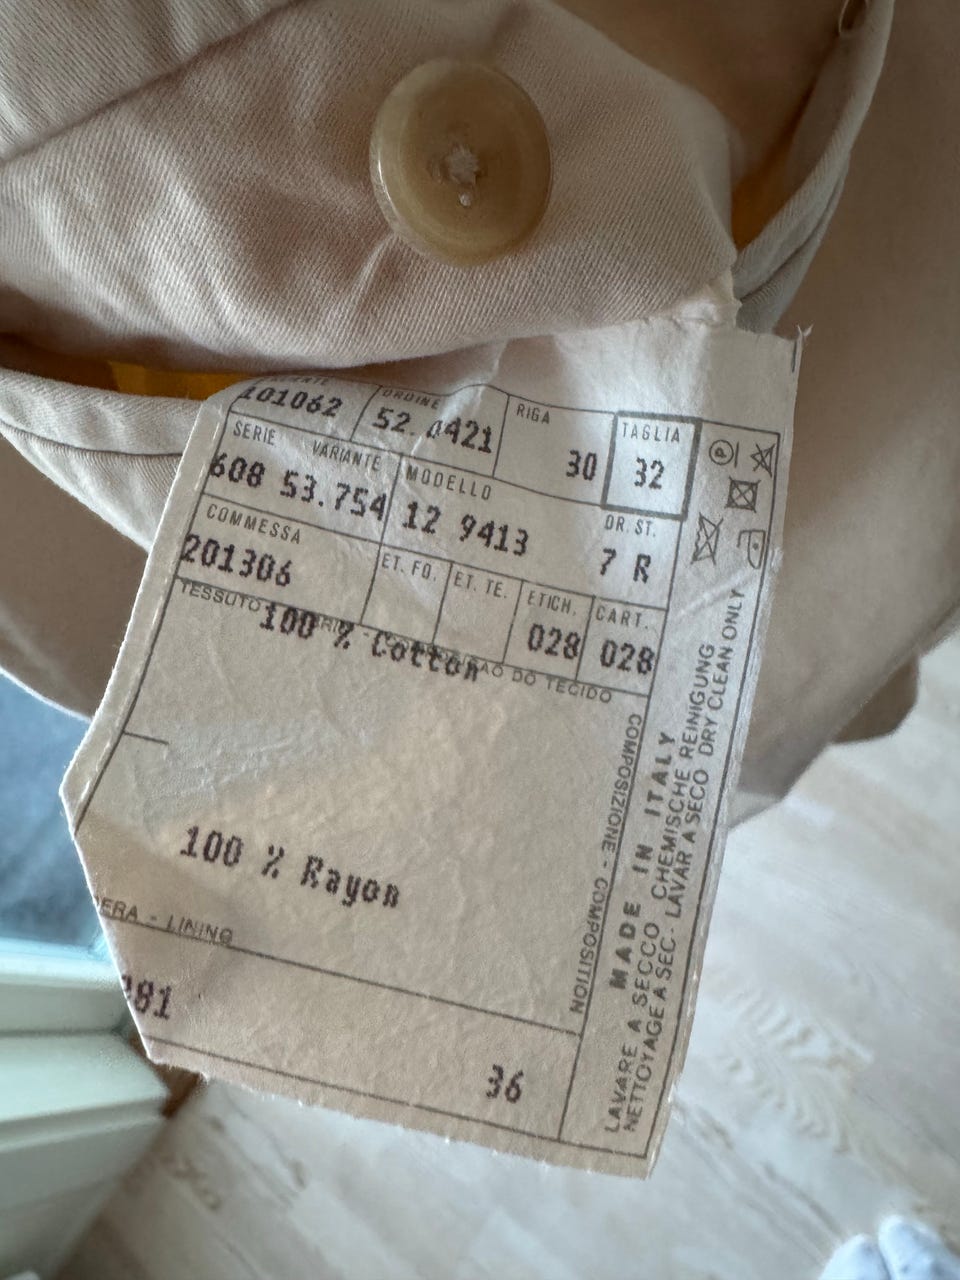 101062
ORDINE
52.0421
RIGA
30
TAGLIA
32
SERIE
VARIANTE
608 53.754
MODELLO
12 9413
DR. ST.
7 R
COMMESSA
201306
ET. FO.
ET. TE.
ETICH.
028
CART.
028
TESSUTO
100 % Cotton
DO TECIDO
100 % Rayon
LINING
36
COMPOSIZIONE - COMPOSITION
MADE IN ITALY
LAVARE A SECCO CHEMISCHE REINIGUNG
NETTOYAGE A SEC - LAVAR A SECO DRY CLEAN ONLY